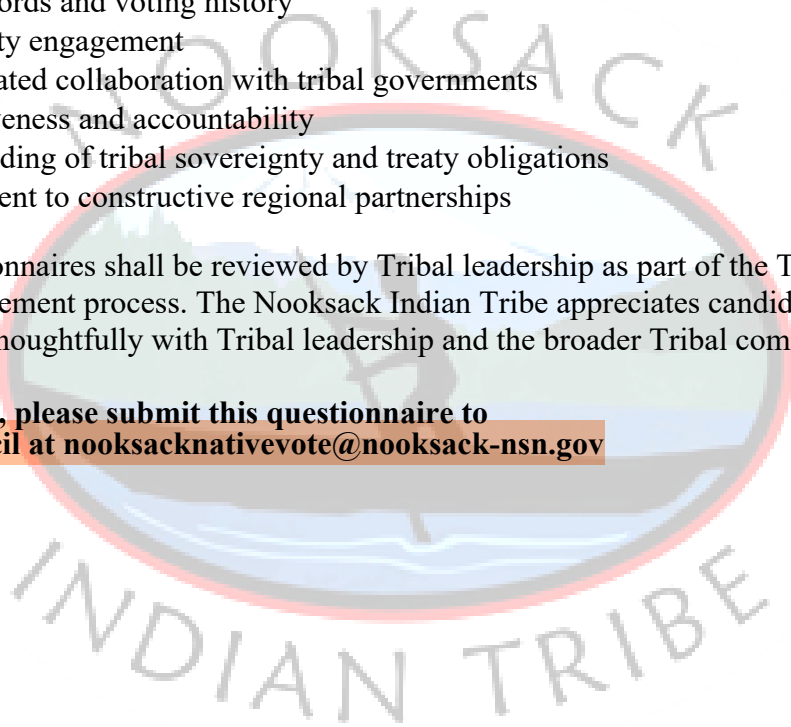 ords and voting history
ty engagement
ated collaboration with tribal governments
veness and accountability
ding of tribal sovereignty and treaty obligations
ent to constructive regional partnerships
onnaires shall be reviewed by Tribal leadership as part of the T
ement process. The Nooksack Indian Tribe appreciates candid
houghtfully with Tribal leadership and the broader Tribal com
, please submit this questionnaire to
cil at nooksacknativevote@nooksack-nsn.gov
NOOKSACK
INDIAN TRIBE